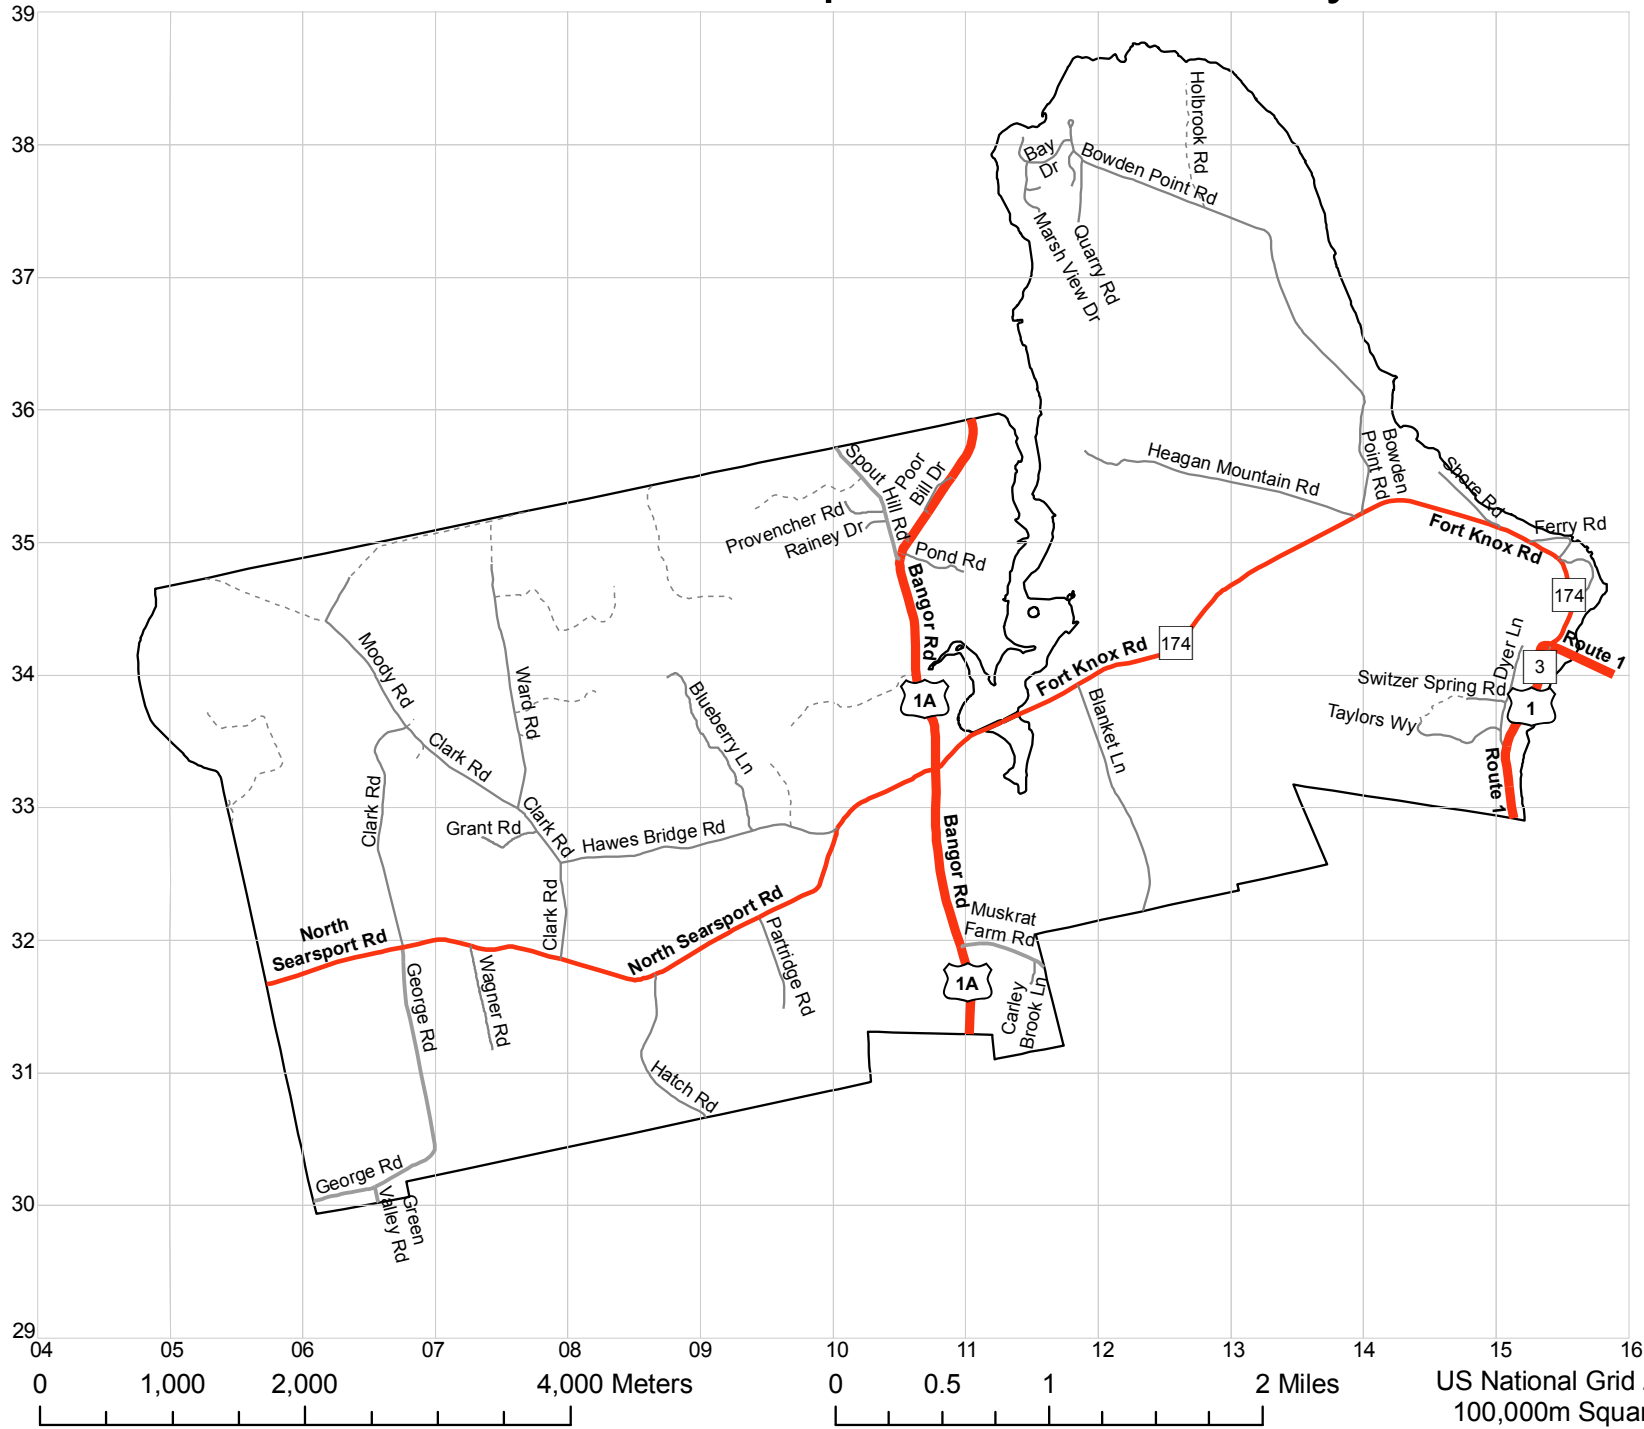 39
38
37
36
35
34
33
32
31
30
29
Holbrook Rd
Bay
Dr
Bowden Point Rd
Marsh View Dr
Quarry Rd
Bowden
Point Rd
Heagan Mountain Rd
Shore Rd
Ferry Rd
Fort Knox Rd
174
Spout Hill Rd
Poor
Bill Dr
Provencher Rd
Rainey Dr
Pond Rd
Bangor Rd
1A
Fort Knox Rd
174
Dyer Ln
Route 1
3
Switzer Spring Rd
1
Taylors Wy
Route 1
Moody Rd
Ward Rd
Blueberry Ln
Blanket Ln
Clark Rd
Clark Rd
Clark Rd
Grant Rd
Hawes Bridge Rd
Bangor Rd
Clark Rd
North
Searsport Rd
North Searsport Rd
Partridge Rd
Muskrat
Farm Rd
1A
Carley
Brook Ln
George Rd
Wagner Rd
Hatch Rd
George Rd
Green
Valley Rd
04 05 06 07 08 09 10 11 12 13 14 15 16
0 1,000 2,000 4,000 Meters
0 0.5 1 2 Miles
US National Grid
100,000m Squar